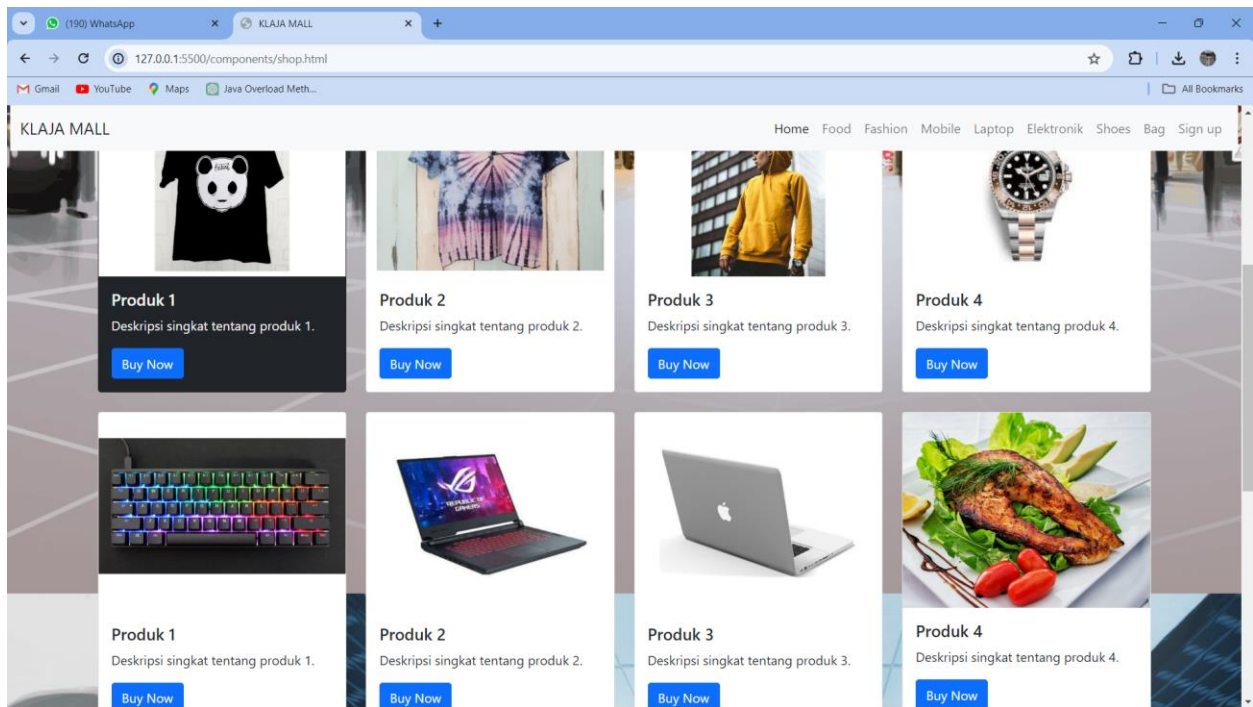 (190) WhatsApp
KLAJA MALL
127.0.0.1:5500/components/shop.html
Gmail YouTube Maps Java Overload Meth... All Bookmarks
KLAJA MALL Home Food Fashion Mobile Laptop Elektronik Shoes Bag Sign up
Produk 1 Produk 2 Produk 3 Produk 4
Deskripsi singkat tentang produk 1. Deskripsi singkat tentang produk 2. Deskripsi singkat tentang produk 3. Deskripsi singkat tentang produk 4.
Buy Now Buy Now Buy Now Buy Now
REPUBLIC OF
GAMERS
Produk 1 Produk 2 Produk 3 Produk 4
Deskripsi singkat tentang produk 1. Deskripsi singkat tentang produk 2. Deskripsi singkat tentang produk 3. Deskripsi singkat tentang produk 4.
Buy Now Buy Now Buy Now Buy Now